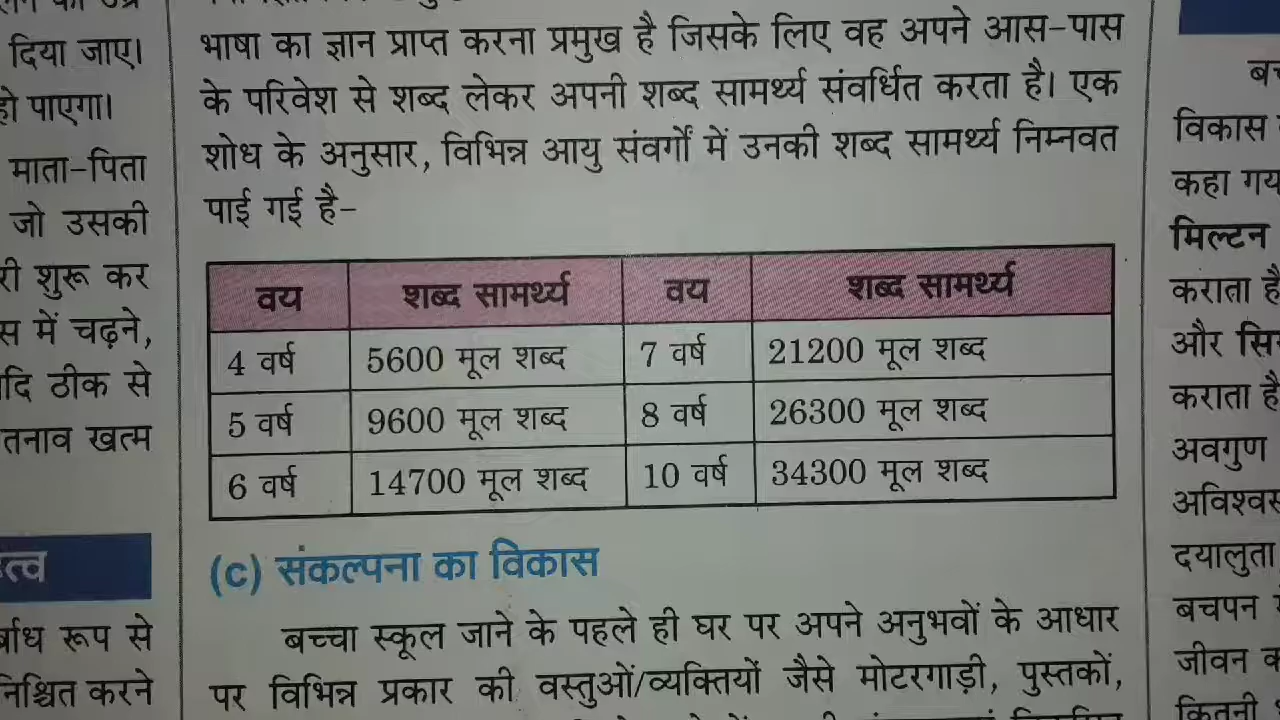 दिया जाए।
हो पाएगा।
माता-पिता
जो उसकी
री शुरू कर
स में चढ़ने,
दि ठीक से
तनाव खत्म
त्व
र्बाध रूप से
निश्चित करने
भाषा का ज्ञान प्राप्त करना प्रमुख है जिसके लिए वह अपने आस-पास
के परिवेश से शब्द लेकर अपनी शब्द सामर्थ्य संवर्धित करता है। एक
शोध के अनुसार, विभिन्न आयु संवर्गों में उनकी शब्द सामर्थ्य निम्नवत
पाई गई है-
वय शब्द सामर्थ्य वय शब्द सामर्थ्य
4 वर्ष 5600 मूल शब्द 7 वर्ष 21200 मूल शब्द
5 वर्ष 9600 मूल शब्द 8 वर्ष 26300 मूल शब्द
6 वर्ष 14700 मूल शब्द 10 वर्ष 34300 मूल शब्द
(c) संकल्पना का विकास
बच्चा स्कूल जाने के पहले ही घर पर अपने अनुभवों के आधार
पर विभिन्न प्रकार की वस्तुओं/व्यक्तियों जैसे मोटरगाड़ी, पुस्तकों,
विकास
कहा गय
मिल्टन
कराता है
और सि
कराता है
अवगुण
अविश्वस
दयालुता
बचपन
जीवन क
कितनी